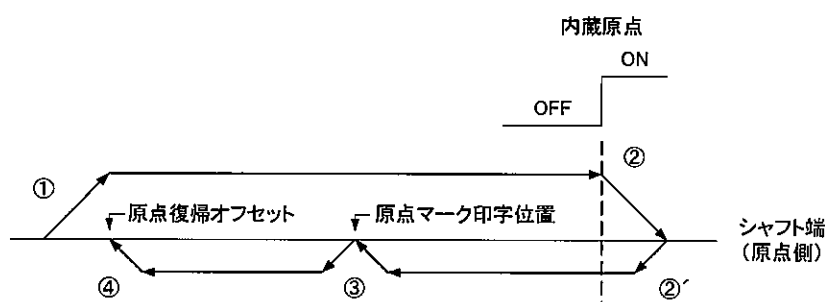 内蔵原点
ON
OFF
①
②
原点復帰オフセット
原点マーク印字位置
シャフト端
(原点側)
④
③
②´